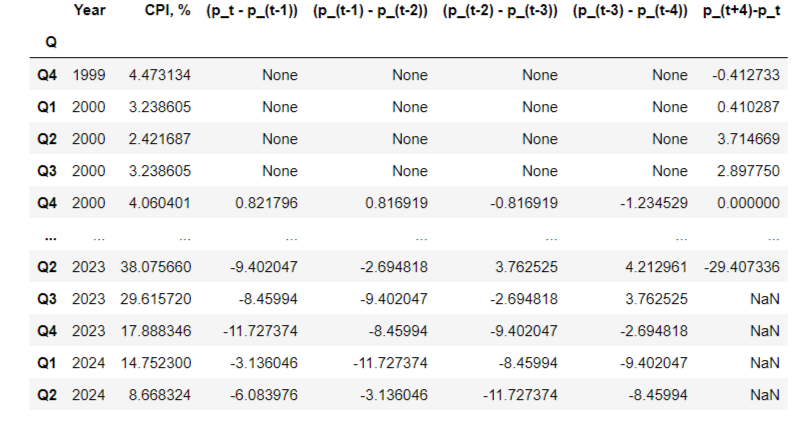 Year CPI, % (p_t - p_(t-1)) (p_(t-1) - p_(t-2)) (p_(t-2) - p_(t-3)) (p_(t-3) - p_(t-4)) p_(t+4)-p_t
Q
Q4 1999 4.473134 None None None None -0.412733
Q1 2000 3.238605 None None None None 0.410287
Q2 2000 2.421687 None None None None 3.714669
Q3 2000 3.238605 None None None None 2.897750
Q4 2000 4.060401 0.821796 0.816919 -0.816919 -1.234529 0.000000
... ... ... ... ... ... ... ...
Q2 2023 38.075660 -9.402047 -2.694818 3.762525 4.212961 -29.407336
Q3 2023 29.615720 -8.45994 -9.402047 -2.694818 3.762525 NaN
Q4 2023 17.888346 -11.727374 -8.45994 -9.402047 -2.694818 NaN
Q1 2024 14.752300 -3.136046 -11.727374 -8.45994 -9.402047 NaN
Q2 2024 8.668324 -6.083976 -3.136046 -11.727374 -8.45994 NaN